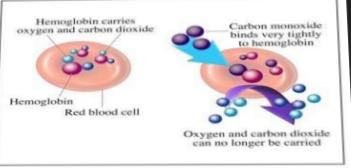 Hemoglobin carries
oxygen and carbon dioxide
Hemoglobin
Red blood cell
Carbon monoxide
binds very tightly
to hemoglobin
Oxygen and carbon dioxide
can no longer be carried